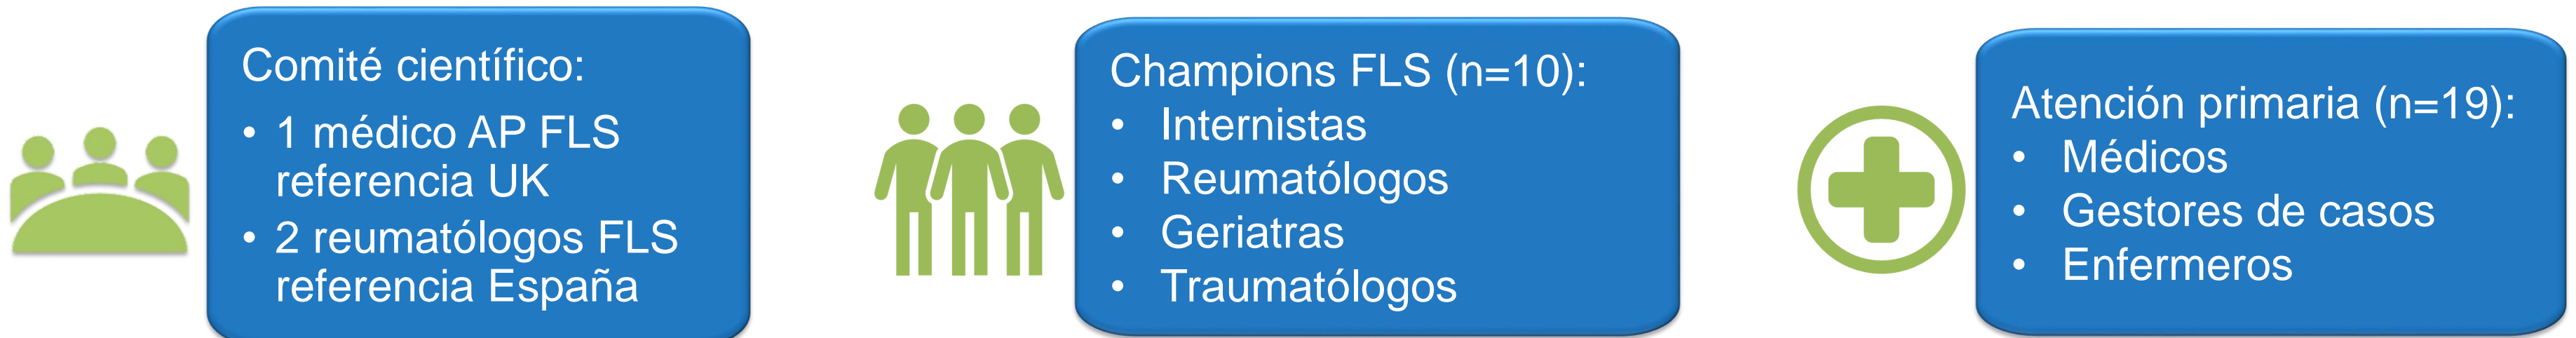 Comité científico:
• 1 médico AP FLS
referencia UK
• 2 reumatólogos FLS
referencia España
Champions FLS (n=10):
• Internistas
• Reumatólogos
• Geriatras
• Traumatólogos
Atención primaria (n=19):
• Médicos
• Gestores de casos
• Enfermeros